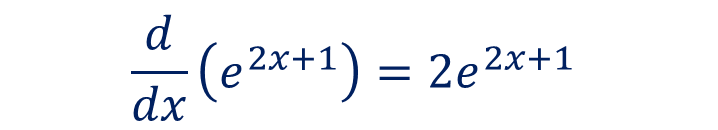 d/dx (e^{2x+1}) = 2e^{2x+1}